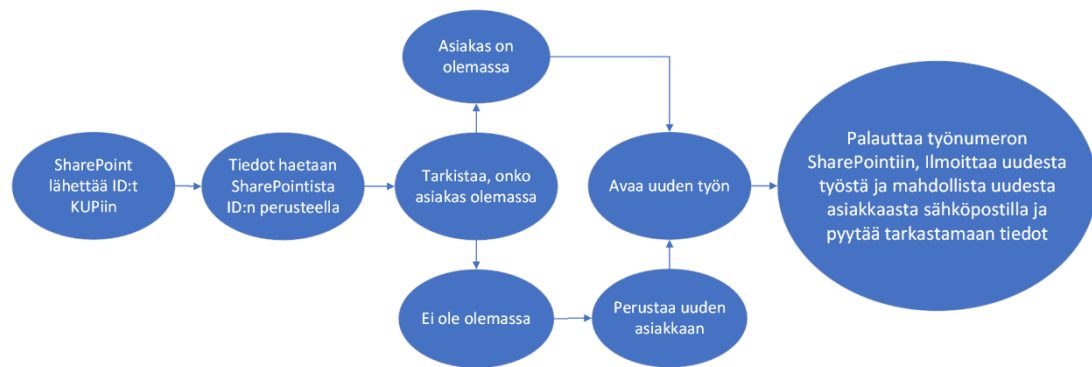 SharePoint
lähettää ID:t
KUPiin
Tiedot haetaan
SharePointista
ID:n perusteella
Tarkistaa, onko
asiakas olemassa
Asiakas on
olemassa
Ei ole olemassa
Perustaa uuden
asiakkaan
Avaa uuden työn
Palauttaa työnumeron
SharePointiin, Ilmoittaa uudesta
työstä ja mahdollista uudesta
asiakkaasta sähköpostilla ja
pyytää tarkastamaan tiedot